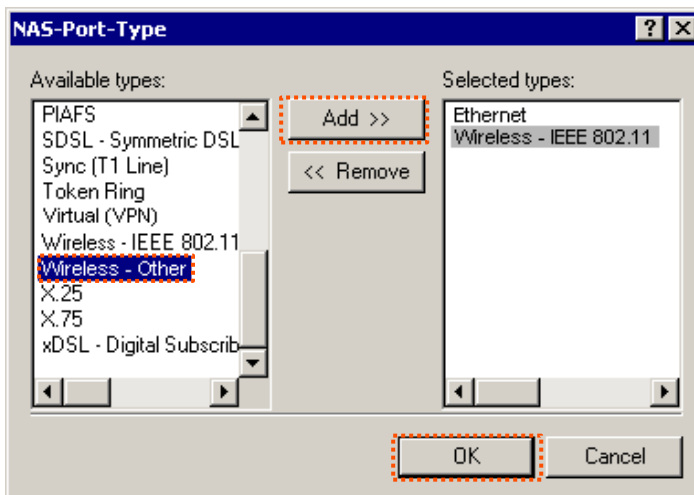 NAS-Port-Type
Available types:
PIAFS
SDSL - Symmetric DSL
Sync (T1 Line)
Token Ring
Virtual (VPN)
Wireless - IEEE 802.11
Wireless - Other
X.25
X.75
xDSL - Digital Subscrib
Add >>
<< Remove
Selected types:
Ethernet
Wireless - IEEE 802.11
OK
Cancel